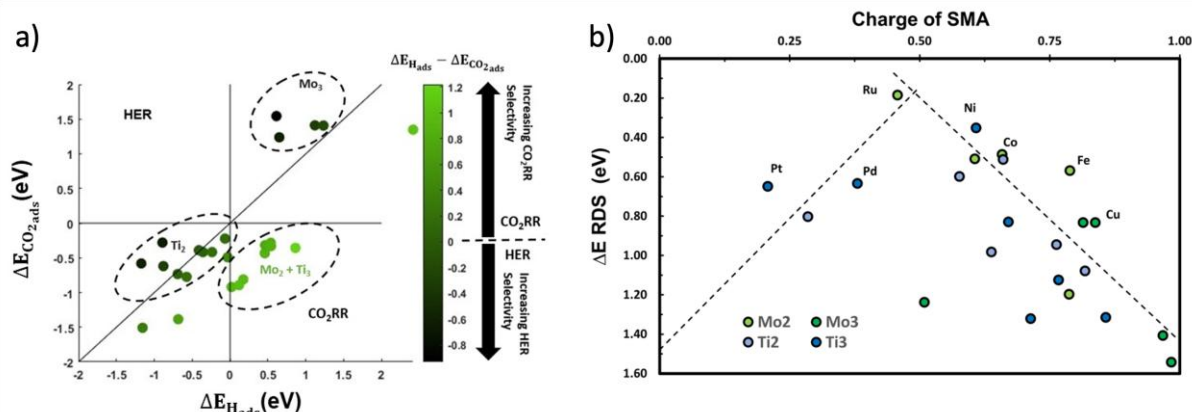 a)
ΔE_Hads − ΔE_CO2ads
HER
Mo3
Ti2
Mo2 + Ti3
CO2RR
2
1.5
1
0.5
0
-0.5
-1
-1.5
-2
ΔE_CO2ads (eV)
-2 -1.5 -1 -0.5 0 0.5 1 1.5 2
ΔE_Hads (eV)
1.2
1
0.8
0.6
0.4
0.2
0
-0.2
-0.4
-0.6
-0.8
Increasing CO2RR
Selectivity
CO2RR
HER
Increasing HER
Selectivity
b)
Charge of SMA
0.00 0.25 0.50 0.75 1.00
0.00
0.20
0.40
0.60
0.80
1.00
1.20
1.40
1.60
ΔE RDS (eV)
Ru
Ni
Co
Fe
Pt
Pd
Cu
Mo2 Mo3
Ti2 Ti3